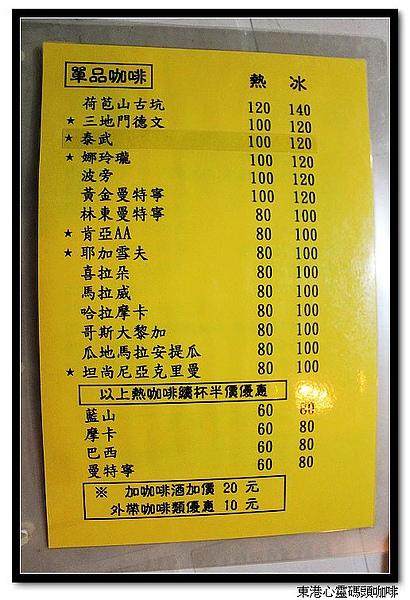 單品咖啡 熱 冰
荷苞山古坑 120 140
★ 三地門德文 100 120
★ 泰武 100 120
★ 娜玲瓏 100 120
波旁 100 120
黃金曼特寧 100 120
林東曼特寧 80 100
★ 肯亞AA 80 100
★ 耶加雪夫 80 100
喜拉朵 80 100
馬拉威 80 100
哈拉摩卡 80 100
哥斯大黎加 80 100
瓜地馬拉安提瓜 80 100
★ 坦尚尼亞克里曼 80 100
以上熱咖啡續杯半價優惠
藍山 60 80
摩卡 60 80
巴西 60 80
曼特寧 60 80
※ 加咖啡酒加價 20 元
外帶咖啡類優惠 10 元
東港心靈碼頭咖啡